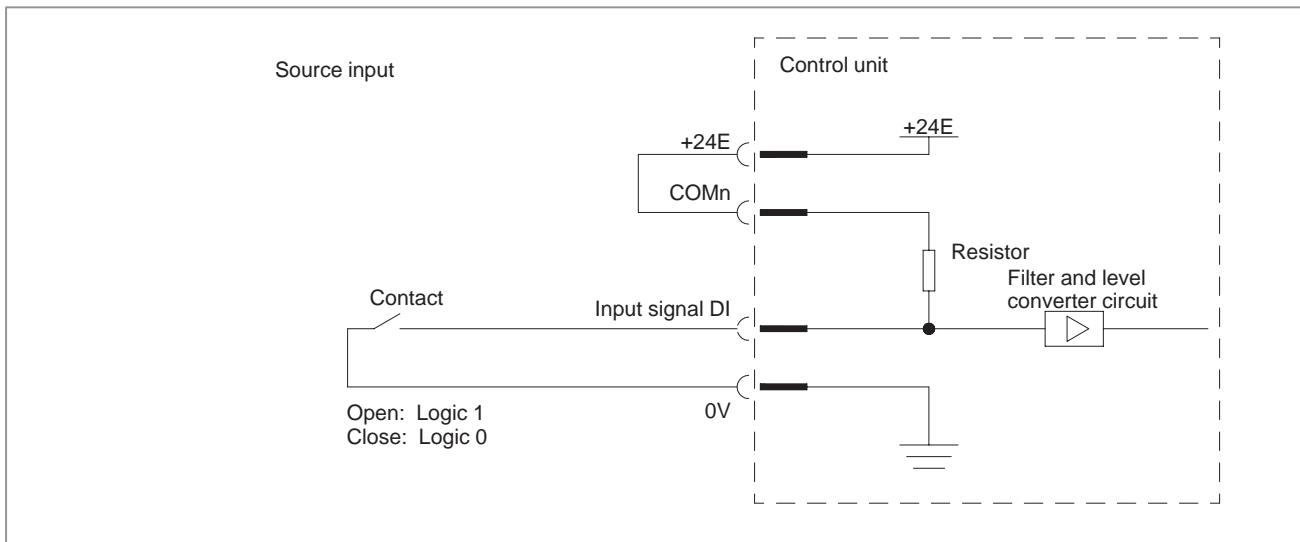 Source input
Control unit
+24E
+24E
COMn
Resistor
Filter and level
converter circuit
Contact
Input signal DI
0V
Open: Logic 1
Close: Logic 0